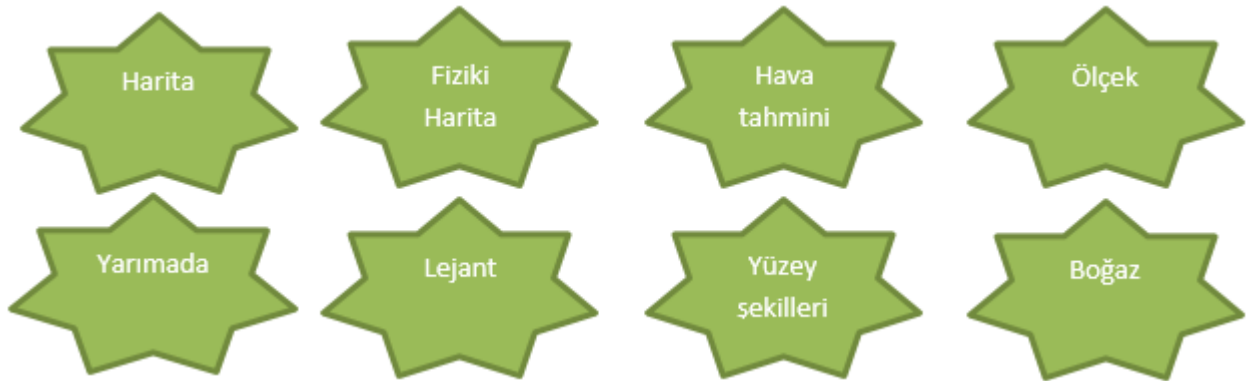 Harita
Fiziki
Harita
Hava
tahmini
Ölçek
Yarımada
Lejant
Yüzey
şekilleri
Boğaz